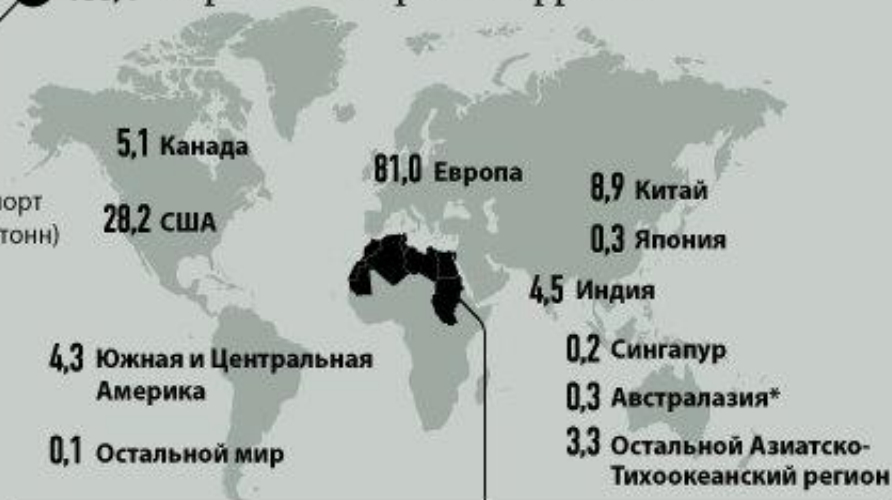 5,1 Канада
81,0 Европа
8,9 Китай
порт
28,2 США
тонн)
0,3 Япония
4,5 Индия
4,3 Южная и Центральная
Америка
0,2 Сингапур
0,3 Австралазия*
0,1 Остальной мир
3,3 Остальной Азиатско-
Тихоокеанский регион